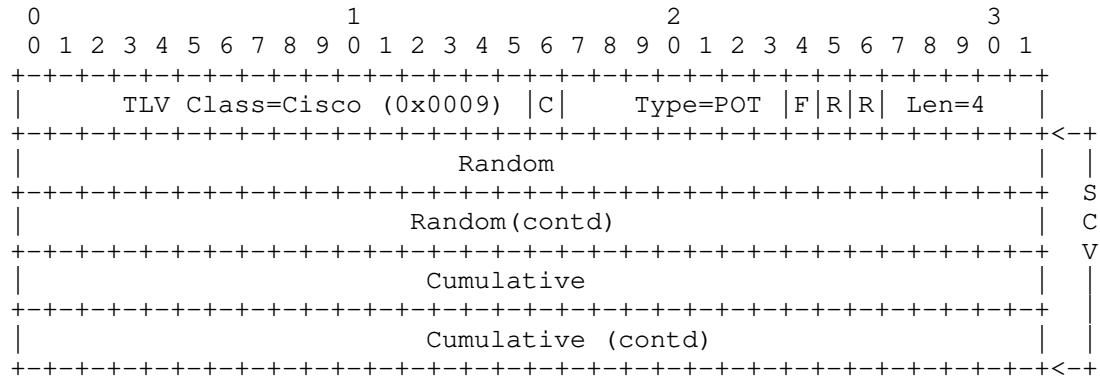 0                   1                   2                   3
 0 1 2 3 4 5 6 7 8 9 0 1 2 3 4 5 6 7 8 9 0 1 2 3 4 5 6 7 8 9 0 1
+-+-+-+-+-+-+-+-+-+-+-+-+-+-+-+-+-+-+-+-+-+-+-+-+-+-+-+-+-+-+-+-+
|      TLV Class=Cisco (0x0009) |C|    Type=POT |F|R|R| Len=4   |
+-+-+-+-+-+-+-+-+-+-+-+-+-+-+-+-+-+-+-+-+-+-+-+-+-+-+-+-+-+-+-+-+<-+
|                           Random                              |  |
+-+-+-+-+-+-+-+-+-+-+-+-+-+-+-+-+-+-+-+-+-+-+-+-+-+-+-+-+-+-+-+-+  S
|                        Random(contd)                          |  C
+-+-+-+-+-+-+-+-+-+-+-+-+-+-+-+-+-+-+-+-+-+-+-+-+-+-+-+-+-+-+-+-+  V
|                         Cumulative                            |  |
+-+-+-+-+-+-+-+-+-+-+-+-+-+-+-+-+-+-+-+-+-+-+-+-+-+-+-+-+-+-+-+-+  |
|                         Cumulative (contd)                    |  |
+-+-+-+-+-+-+-+-+-+-+-+-+-+-+-+-+-+-+-+-+-+-+-+-+-+-+-+-+-+-+-+-+<-+